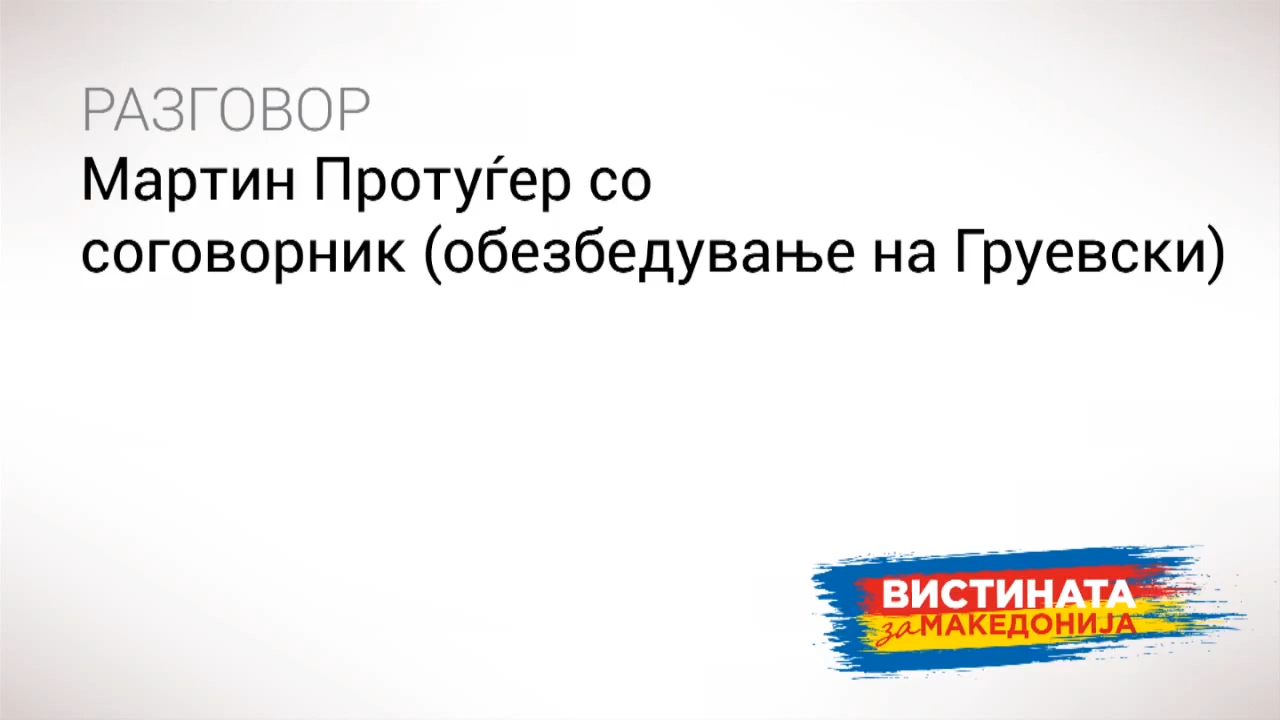 РАЗГОВОР
Мартин Протуѓер со
соговорник (обезбедување на Груевски)
ВИСТИНАТА
за МАКЕДОНИЈА